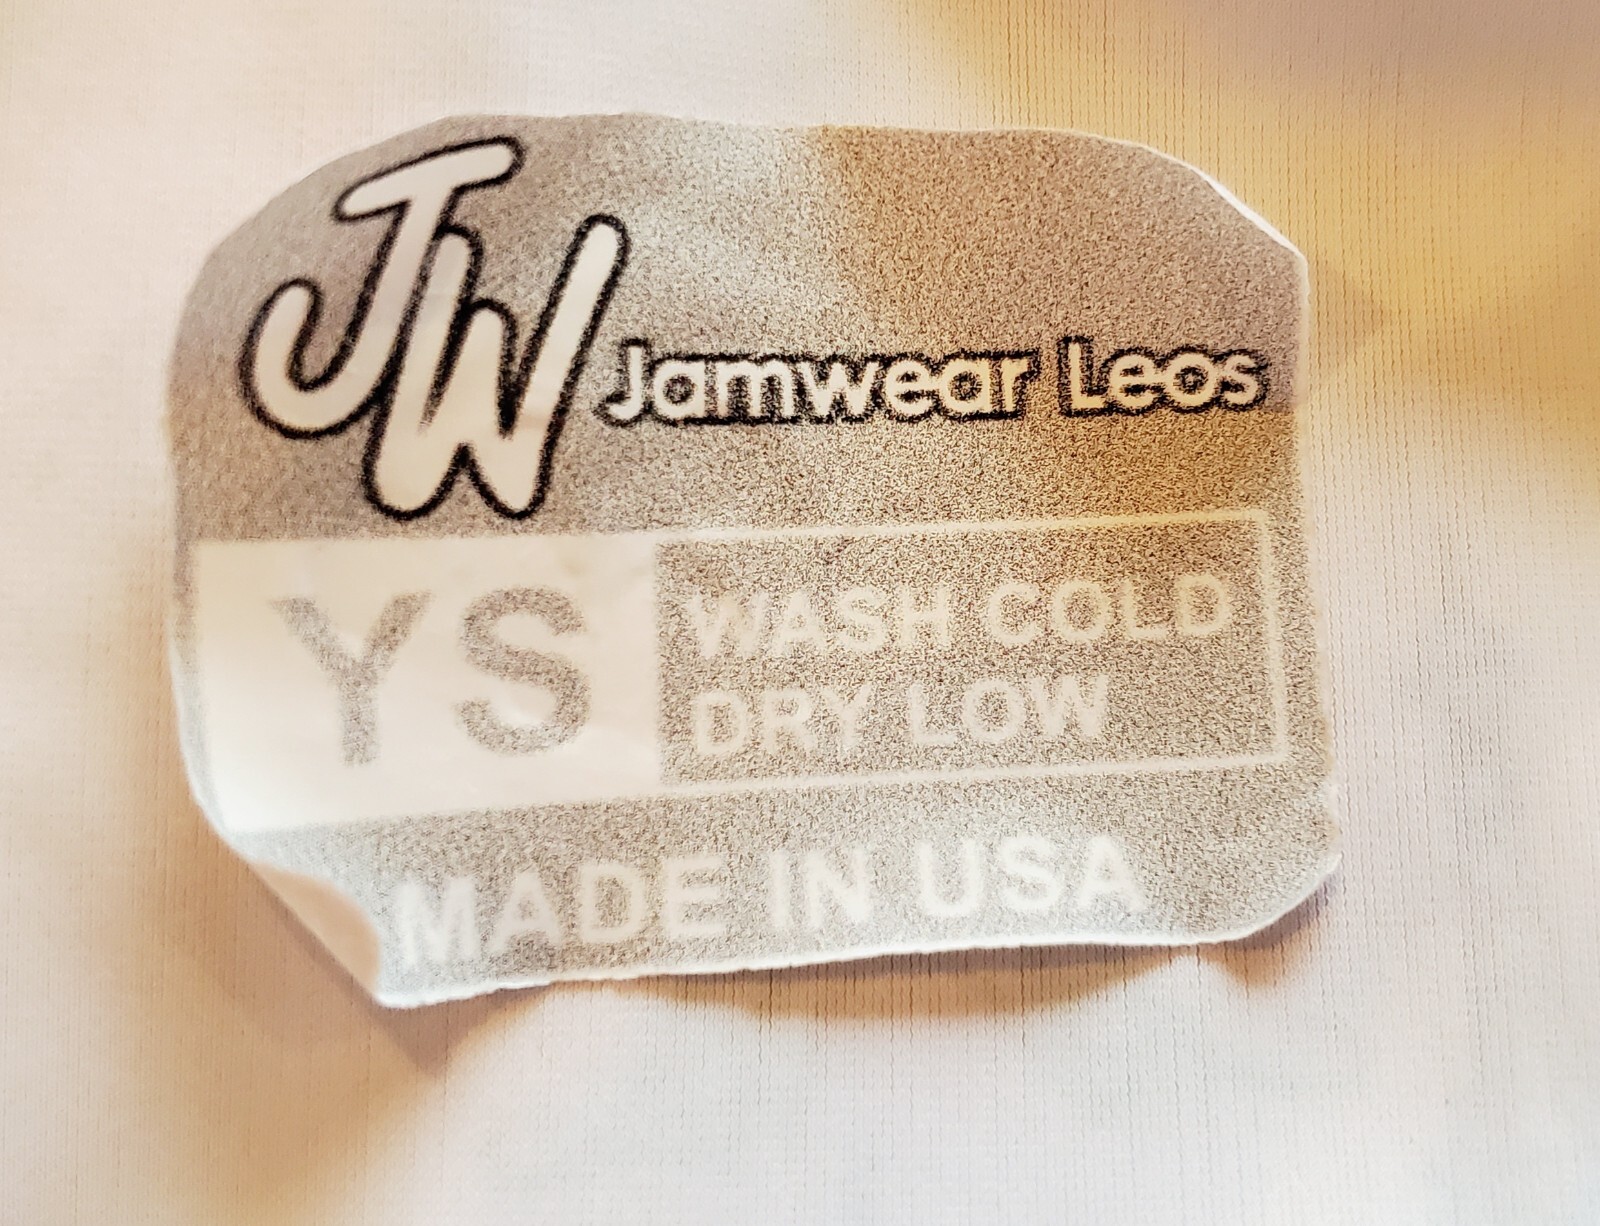 JW Jamwear Leos
YS
WASH COLD
DRY LOW
MADE IN USA